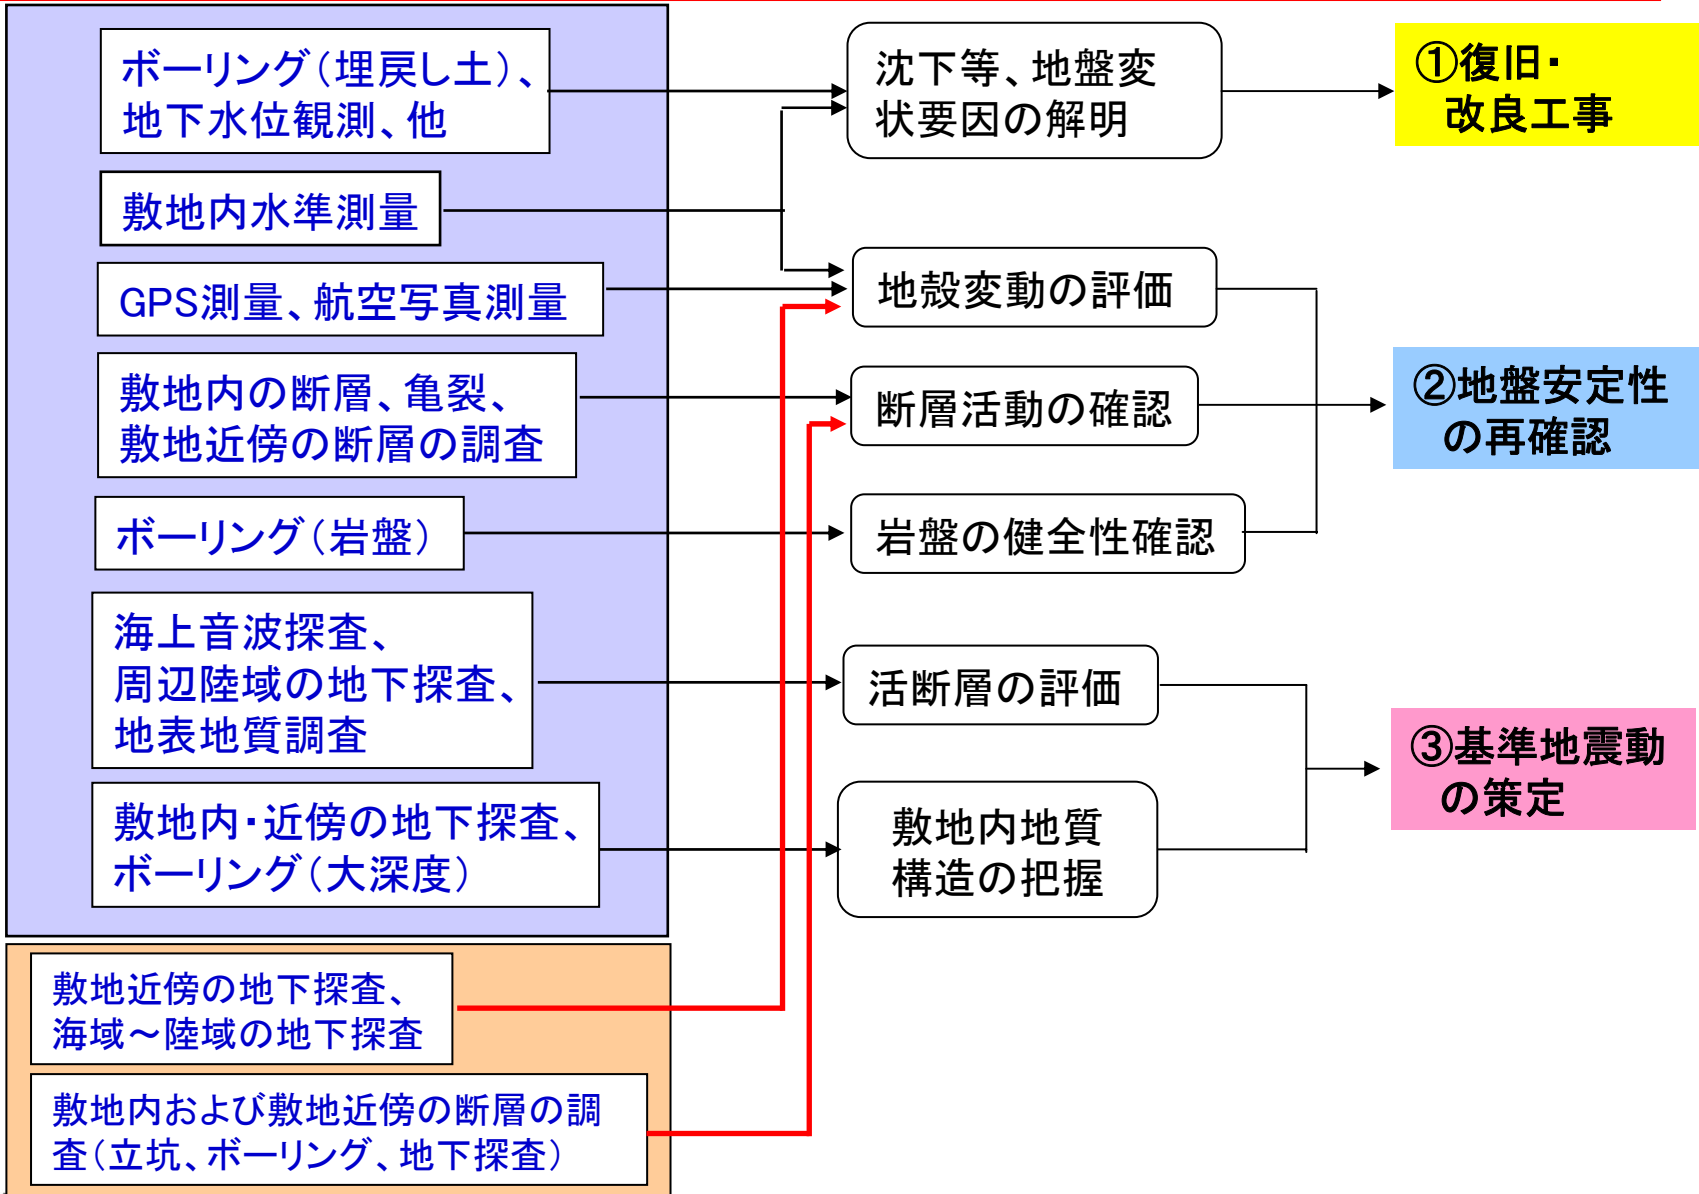 ボーリング（埋戻し土）、
地下水位観測、他
敷地内水準測量
GPS測量、航空写真測量
敷地内の断層、亀裂、
敷地近傍の断層の調査
ボーリング（岩盤）
海上音波探査、
周辺陸域の地下探査、
地表地質調査
敷地内・近傍の地下探査、
ボーリング（大深度）
敷地近傍の地下探査、
海域～陸域の地下探査
敷地内および敷地近傍の断層の調
査（立坑、ボーリング、地下探査）
沈下等、地盤変
状要因の解明
地殻変動の評価
断層活動の確認
岩盤の健全性確認
活断層の評価
敷地内地質
構造の把握
①復旧・
改良工事
②地盤安定性
の再確認
③基準地震動
の策定